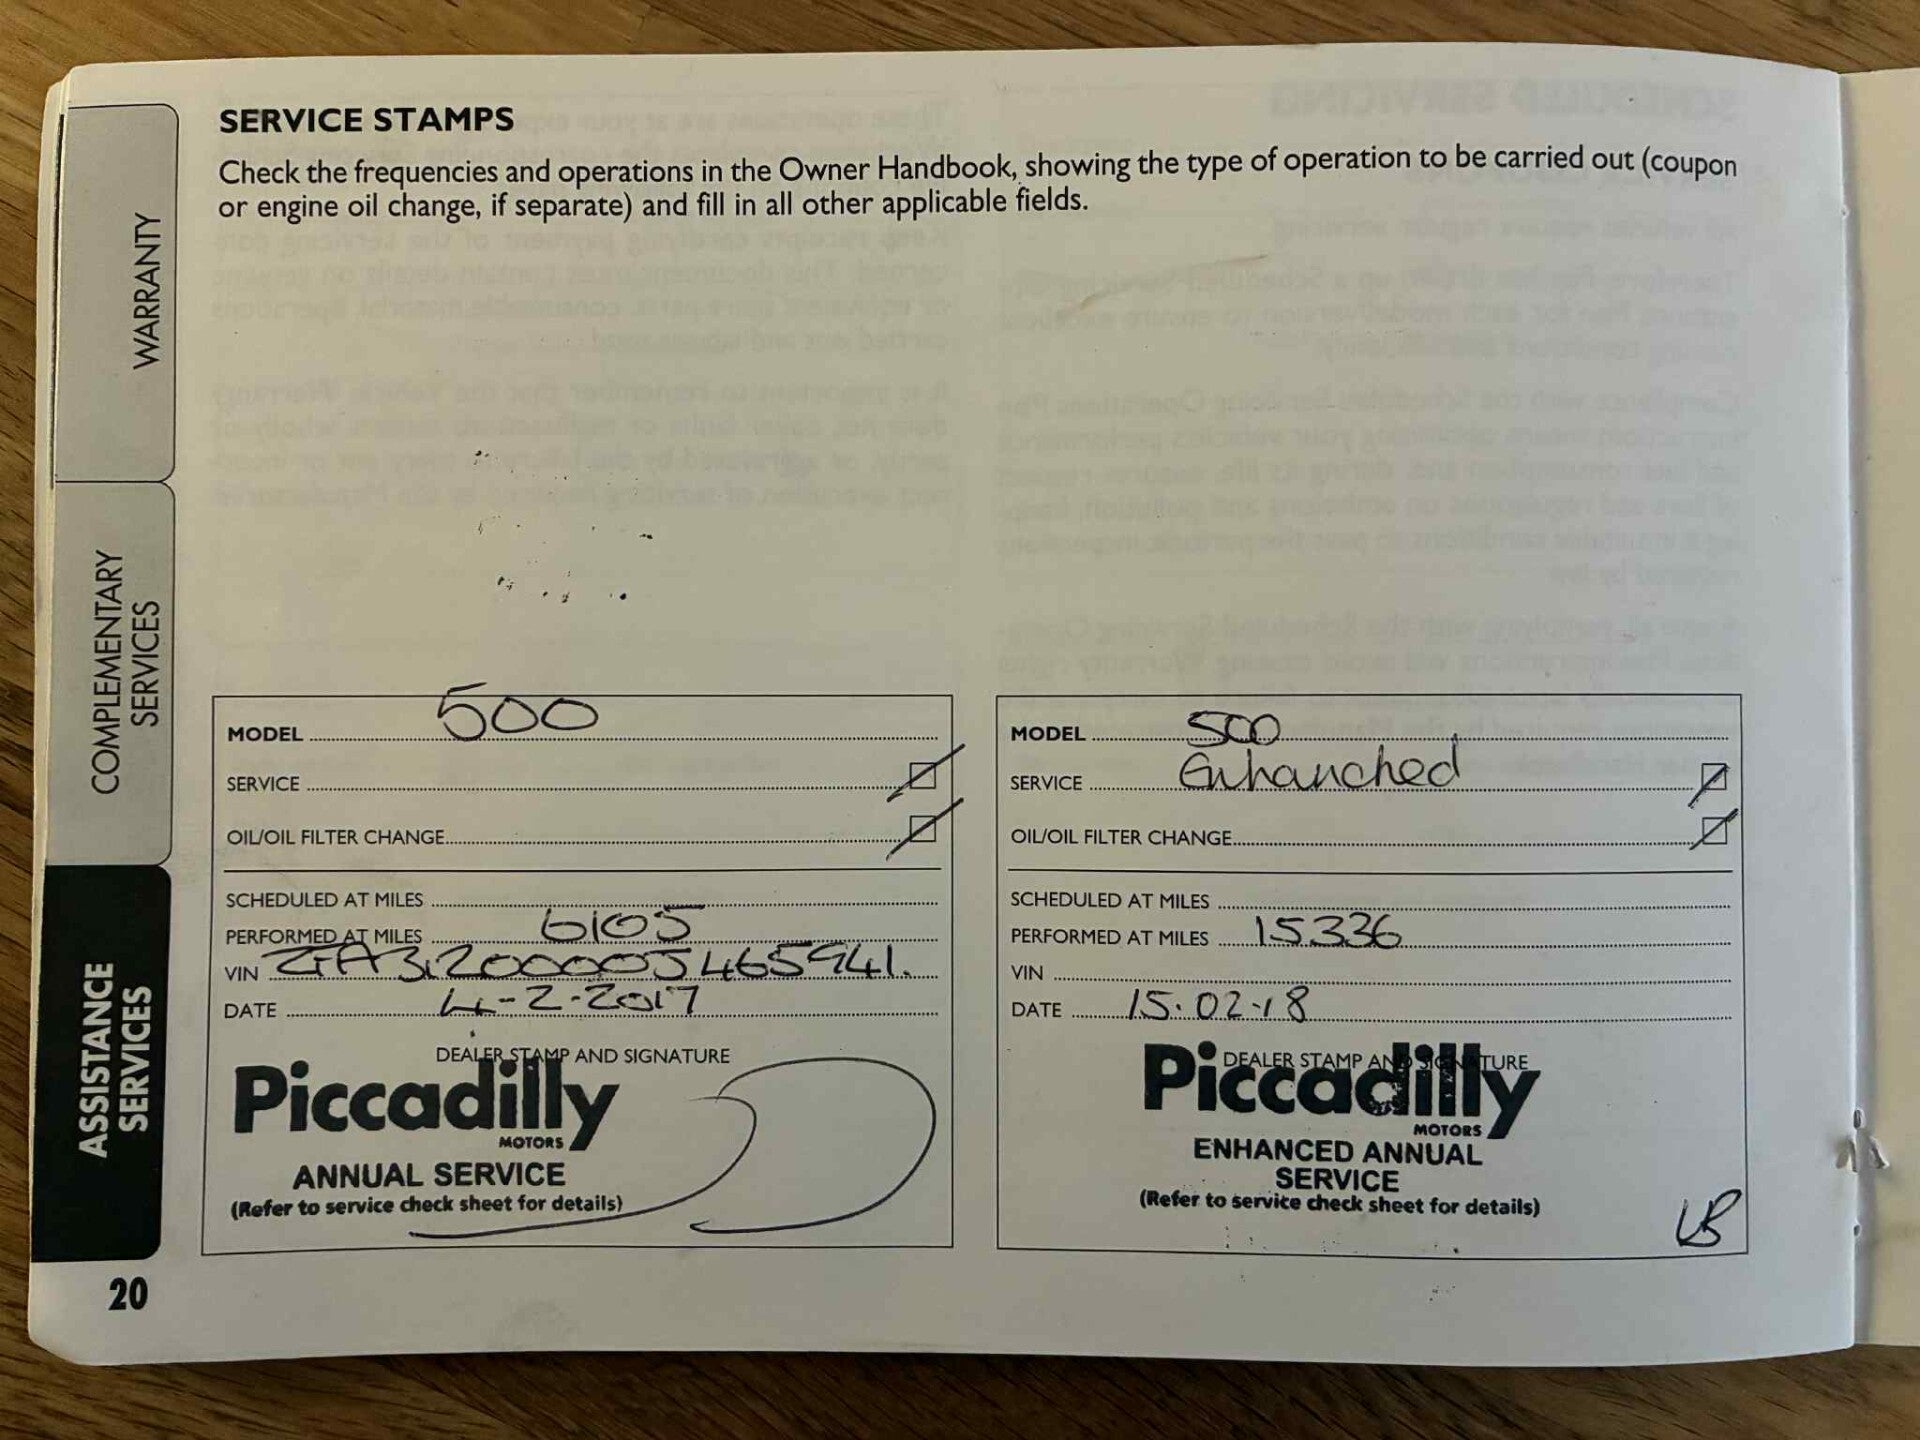 SERVICE STAMPS
Check the frequencies and operations in the Owner Handbook, showing the type of operation to be carried out (coupon
or engine oil change, if separate) and fill in all other applicable fields.
WARRANTY
COMPLEMENTARY
SERVICES
ASSISTANCE
SERVICES
20
MODEL 500
SERVICE
OIL/OIL FILTER CHANGE
SCHEDULED AT MILES
PERFORMED AT MILES 6105
VIN ZFA3120000J465941.
DATE 4-2-2017
DEALER STAMP AND SIGNATURE
Piccadilly
MOTORS
ANNUAL SERVICE
(Refer to service check sheet for details)
MODEL 500
SERVICE Enhanched
OIL/OIL FILTER CHANGE
SCHEDULED AT MILES
PERFORMED AT MILES 15336
VIN
DATE 15.02.18
DEALER STAMP AND SIGNATURE
Piccadilly
MOTORS
ENHANCED ANNUAL
SERVICE
(Refer to service check sheet for details)
LB